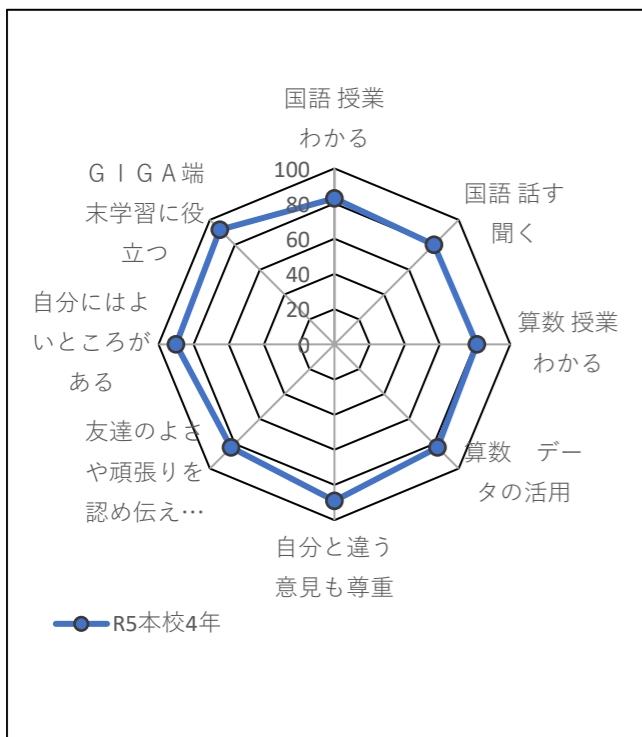 国語 授業
わかる
国語 話す
聞く
算数 授業
わかる
算数　デー
タの活用
自分と違う
意見も尊重
友達のよさ
や頑張りを
認め伝え…
自分にはよ
いところが
ある
ＧＩＧＡ端
末学習に役
立つ
100
80
60
40
20
0
R5本校4年